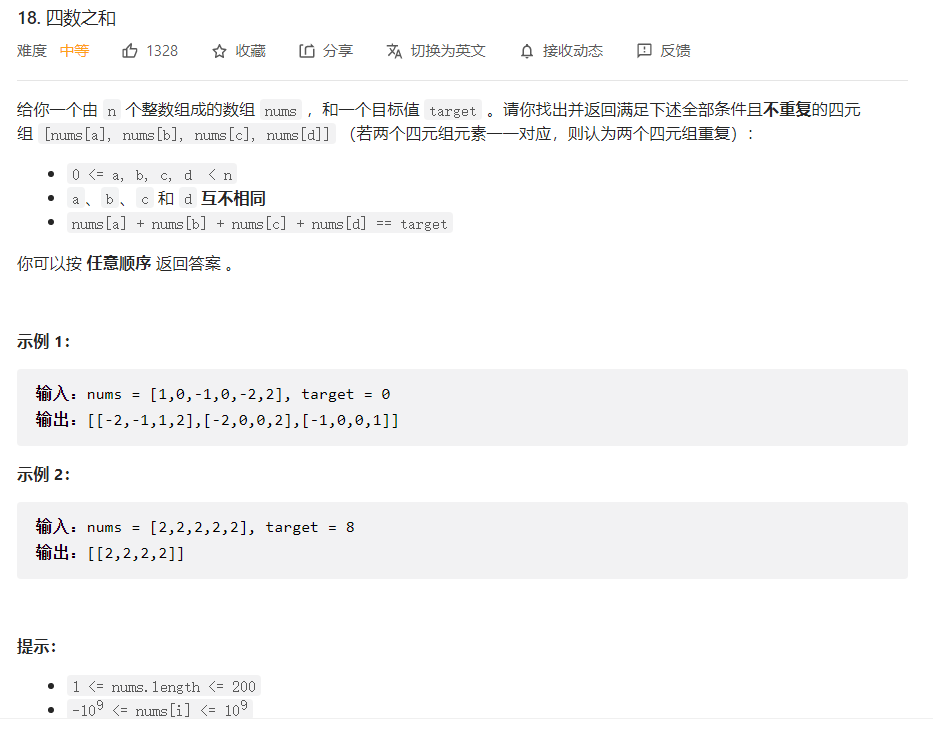 18. 四数之和
难度 中等 1328 收藏 分享 切换为英文 接收动态 反馈
给你一个由 n 个整数组成的数组 nums ，和一个目标值 target 。请你找出并返回满足下述全部条件且不重复的四元
组 [nums[a], nums[b], nums[c], nums[d]] （若两个四元组元素一一对应，则认为两个四元组重复）：
0 <= a, b, c, d < n
a 、 b 、 c 和 d 互不相同
nums[a] + nums[b] + nums[c] + nums[d] == target
你可以按 任意顺序 返回答案 。
示例 1：
输入：nums = [1,0,-1,0,-2,2], target = 0
输出：[[-2,-1,1,2],[-2,0,0,2],[-1,0,0,1]]
示例 2：
输入：nums = [2,2,2,2,2], target = 8
输出：[[2,2,2,2]]
提示：
1 <= nums.length <= 200
-10⁹ <= nums[i] <= 10⁹